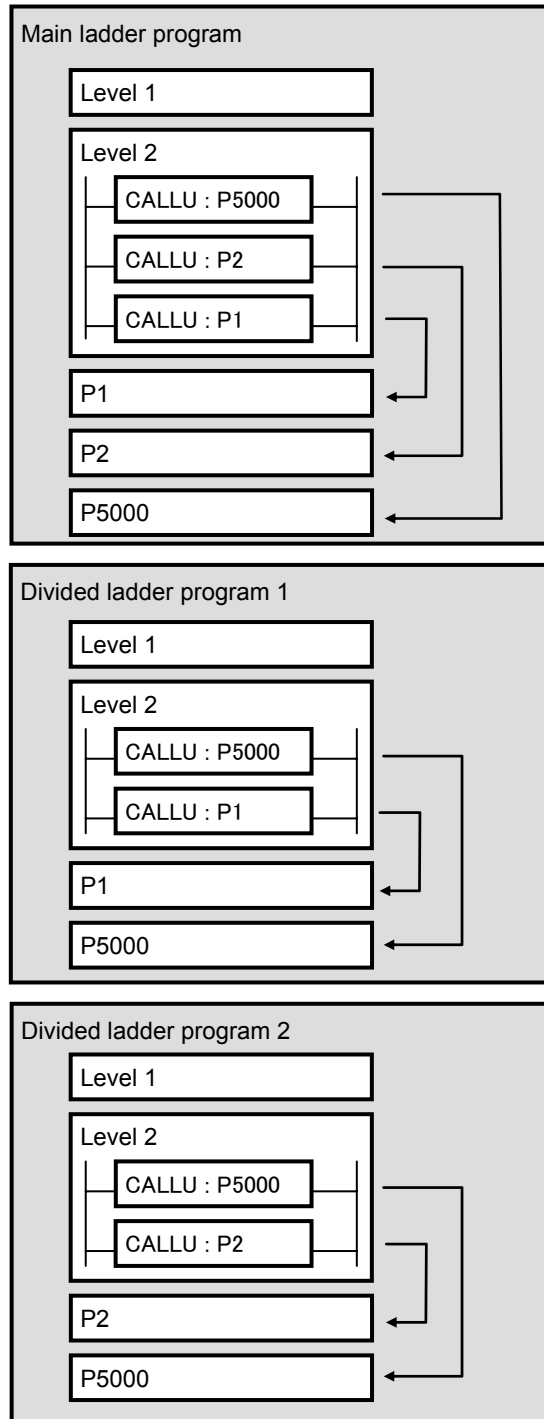 Main ladder program
Level 1
Level 2
CALLU : P5000
CALLU : P2
CALLU : P1
P1
P2
P5000
Divided ladder program 1
Level 1
Level 2
CALLU : P5000
CALLU : P1
P1
P5000
Divided ladder program 2
Level 1
Level 2
CALLU : P5000
CALLU : P2
P2
P5000